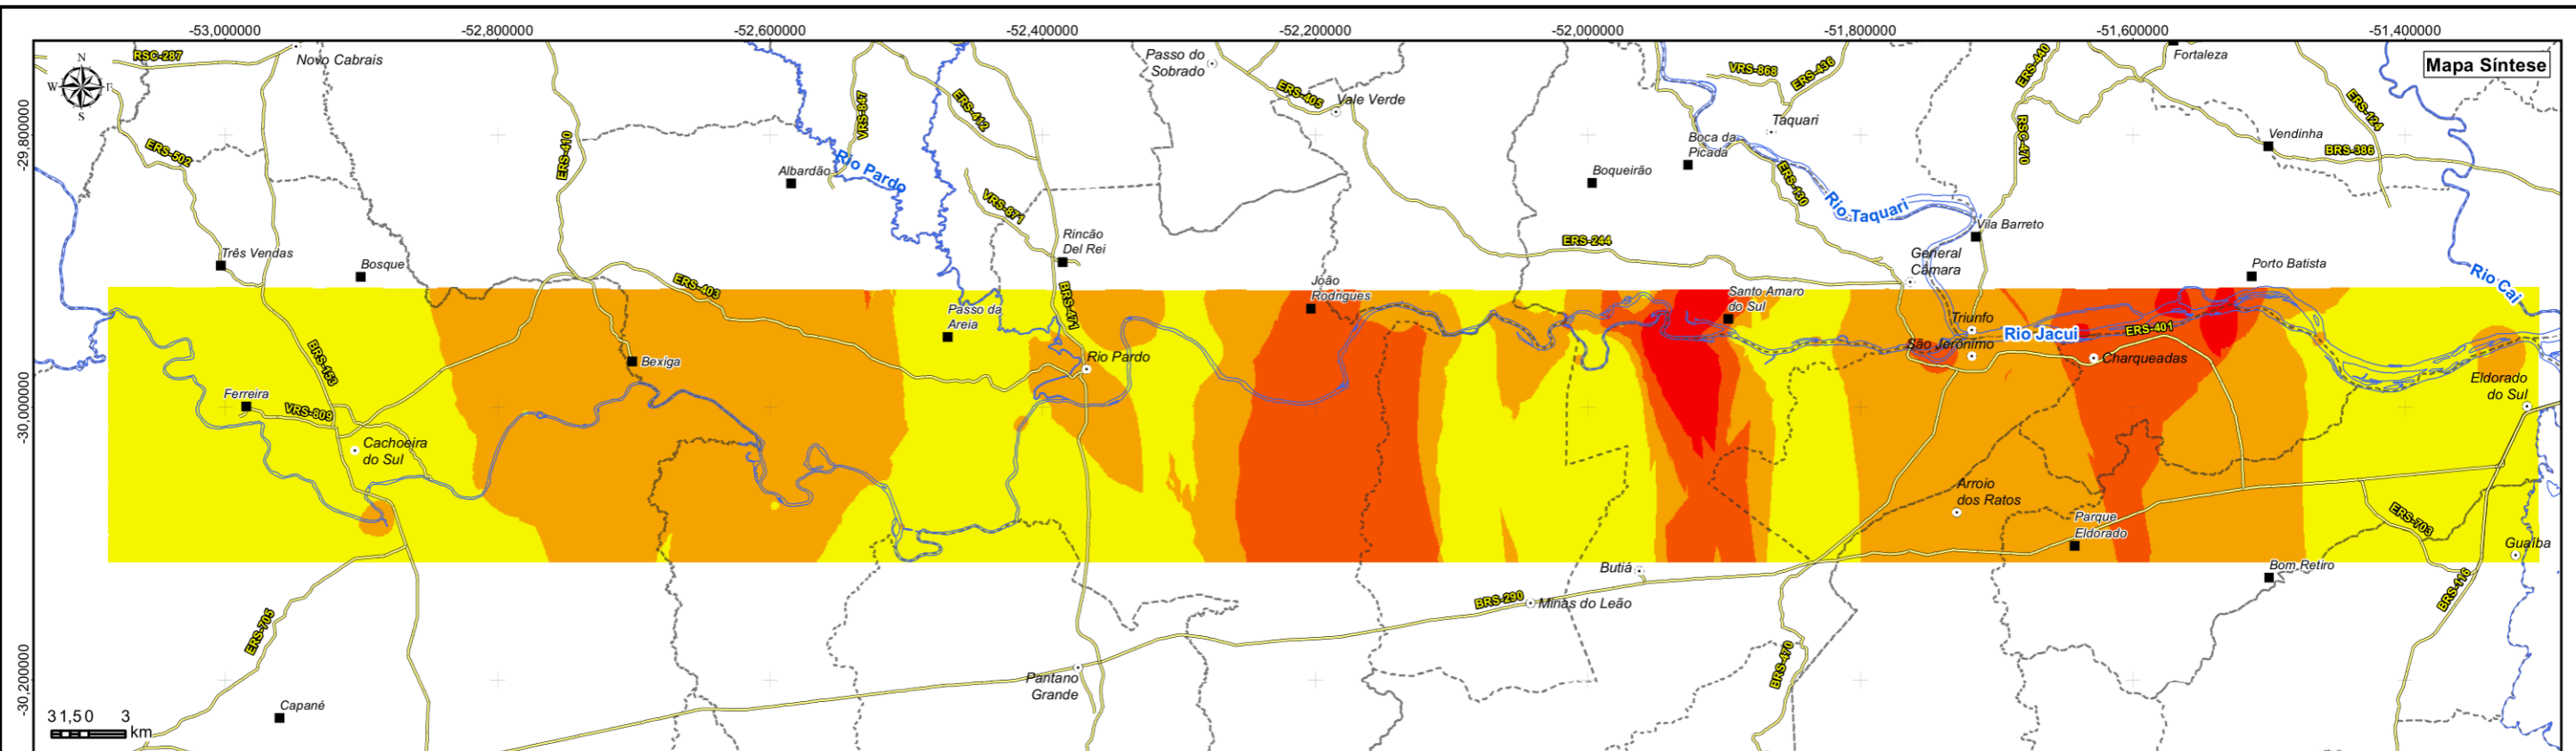 -53,000000
-52,800000
-52,600000
-52,400000
-52,200000
-52,000000
-51,800000
-51,600000
-51,400000
Mapa Síntese
N
W
E
S
RSC-287
Novo Cabrais
Passo do
Sobrado
VRS-868
ERS-436
ERS-440
Fortaleza
ERS-405
Vale Verde
VRS-847
ERS-412
ERS-124
-29,800000
Taquari
Boca da
Picada
RSC-470
Vendinha
BRS-386
ERS-502
ERS-410
Albardão
Rio Pardo
Boqueirão
ERS-130
Rio Taquari
VRS-871
Três Vendas
Bosque
Rincão
Del Rei
ERS-244
Vila Barreto
General
Câmara
Porto Batista
Rio Caí
ERS-403
João
Rodrigues
Santo Amaro
do Sul
Passo da
Areia
BRS-471
Triunfo
Rio Jacuí
ERS-401
São Jerônimo
Charqueadas
BRS-153
Bexiga
Rio Pardo
Eldorado
do Sul
-30,000000
Ferreira
VRS-809
Cachoeira
do Sul
Arroio
dos Ratos
Parque
Eldorado
ERS-703
Guaíba
Butiá
Bom Retiro
BRS-290
Minas do Leão
BRS-116
ERS-705
BRS-470
-30,200000
Pantano
Grande
Capané
3 1,5 0 3
km